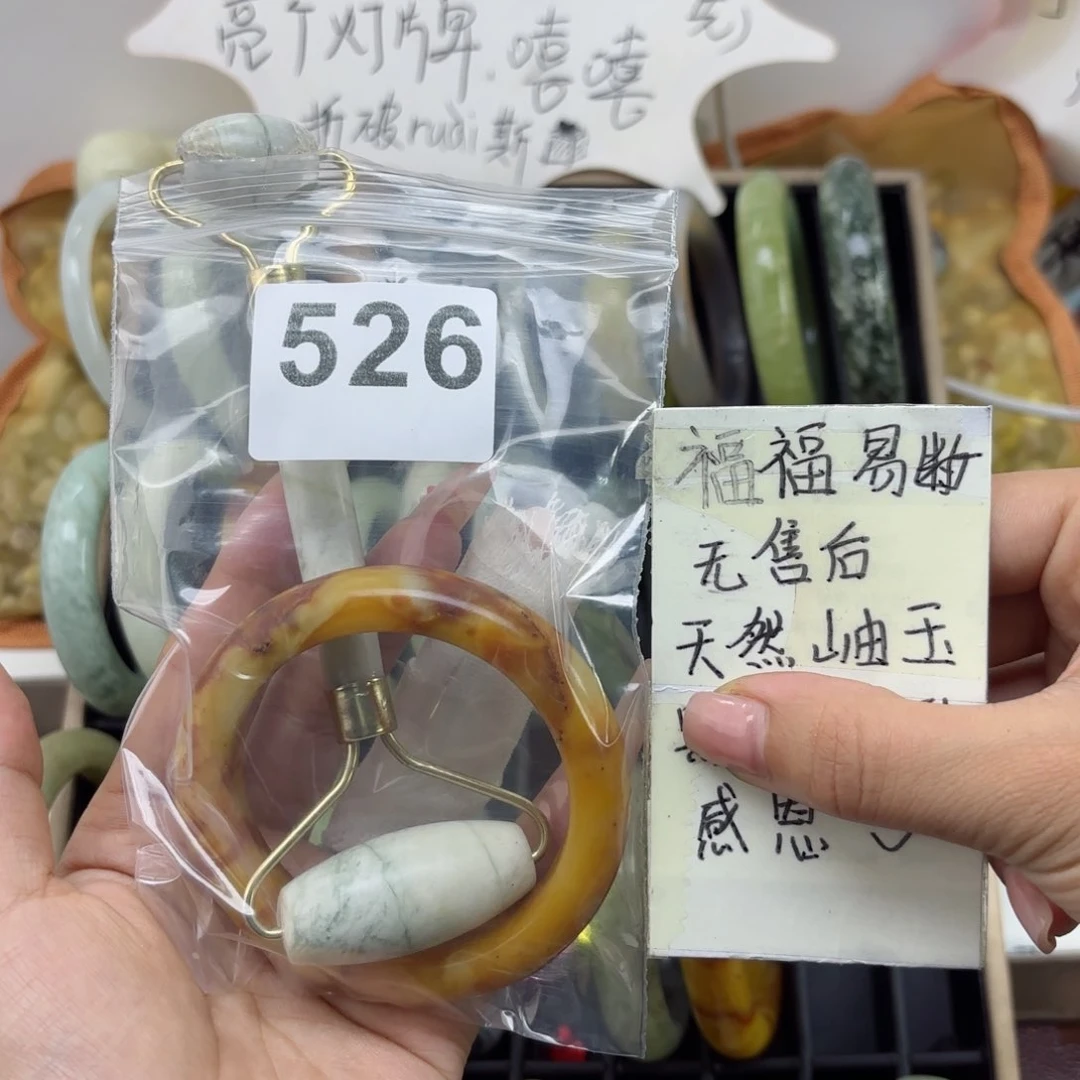 亮个灯牌.嘻嘻
折破rudi斯
526
福福易断
无售后
天然岫玉
感恩